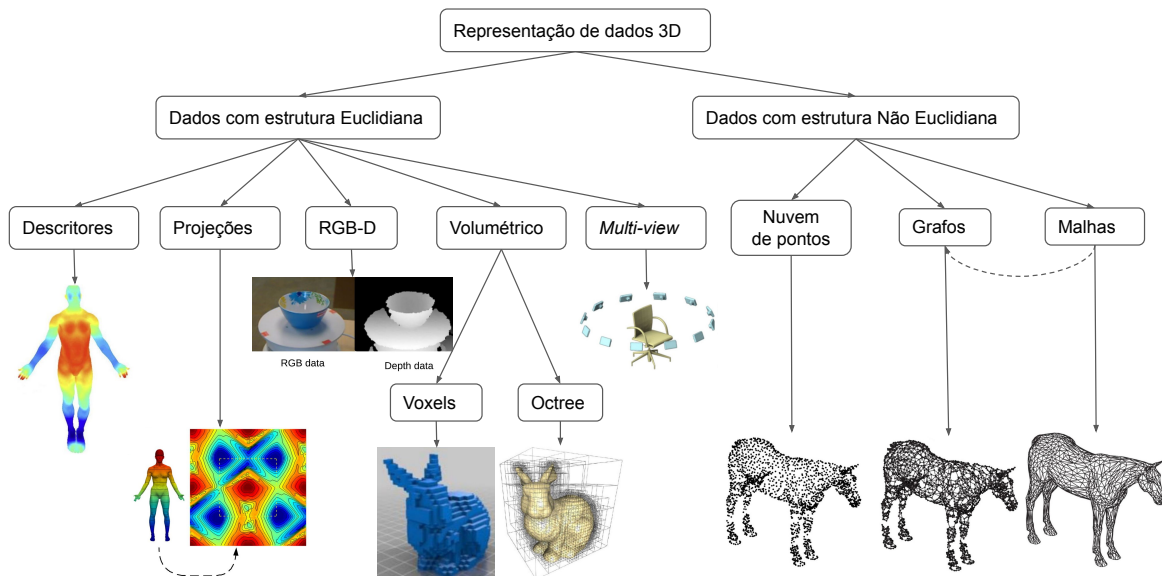 Representação de dados 3D
Dados com estrutura Euclidiana
Dados com estrutura Não Euclidiana
Descritores
Projeções
RGB-D
Volumétrico
Multi-view
Nuvem
de pontos
Grafos
Malhas
RGB data
Depth data
Voxels
Octree